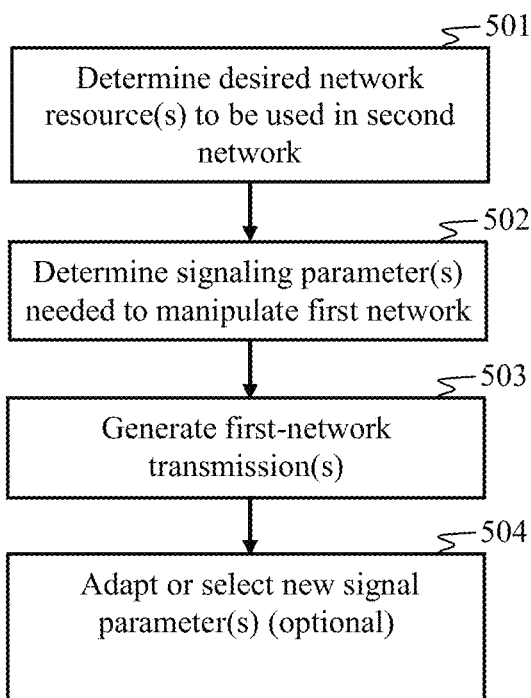 501
Determine desired network
resource(s) to be used in second
network
502
Determine signaling parameter(s)
needed to manipulate first network
503
Generate first-network
transmission(s)
504
Adapt or select new signal
parameter(s) (optional)